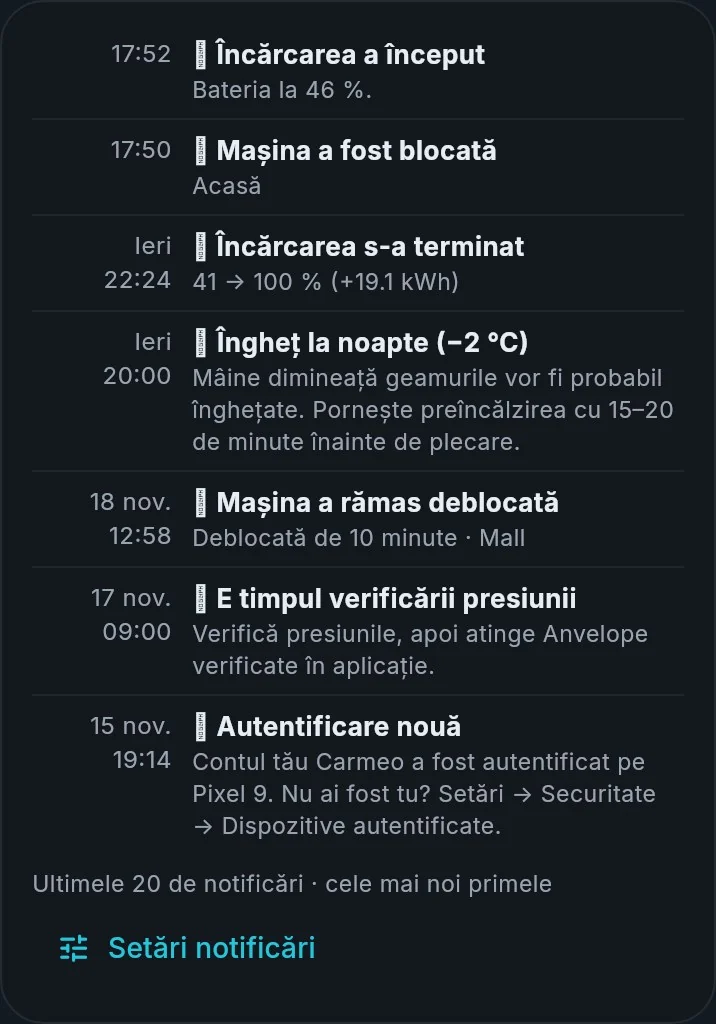 17:52 Încărcarea a început
Bateria la 46 %.
17:50 Mașina a fost blocată
Acasă
Ieri Încărcarea s-a terminat
22:24 41 → 100 % (+19.1 kWh)
Ieri Îngheț la noapte (−2 °C)
20:00 Mâine dimineață geamurile vor fi probabil
înghețate. Pornește preîncălzirea cu 15–20
de minute înainte de plecare.
18 nov. Mașina a rămas deblocată
12:58 Deblocată de 10 minute · Mall
17 nov. E timpul verificării presiunii
09:00 Verifică presiunile, apoi atinge Anvelope
verificate în aplicație.
15 nov. Autentificare nouă
19:14 Contul tău Carmeo a fost autentificat pe
Pixel 9. Nu ai fost tu? Setări → Securitate
→ Dispozitive autentificate.
Ultimele 20 de notificări · cele mai noi primele
Setări notificări